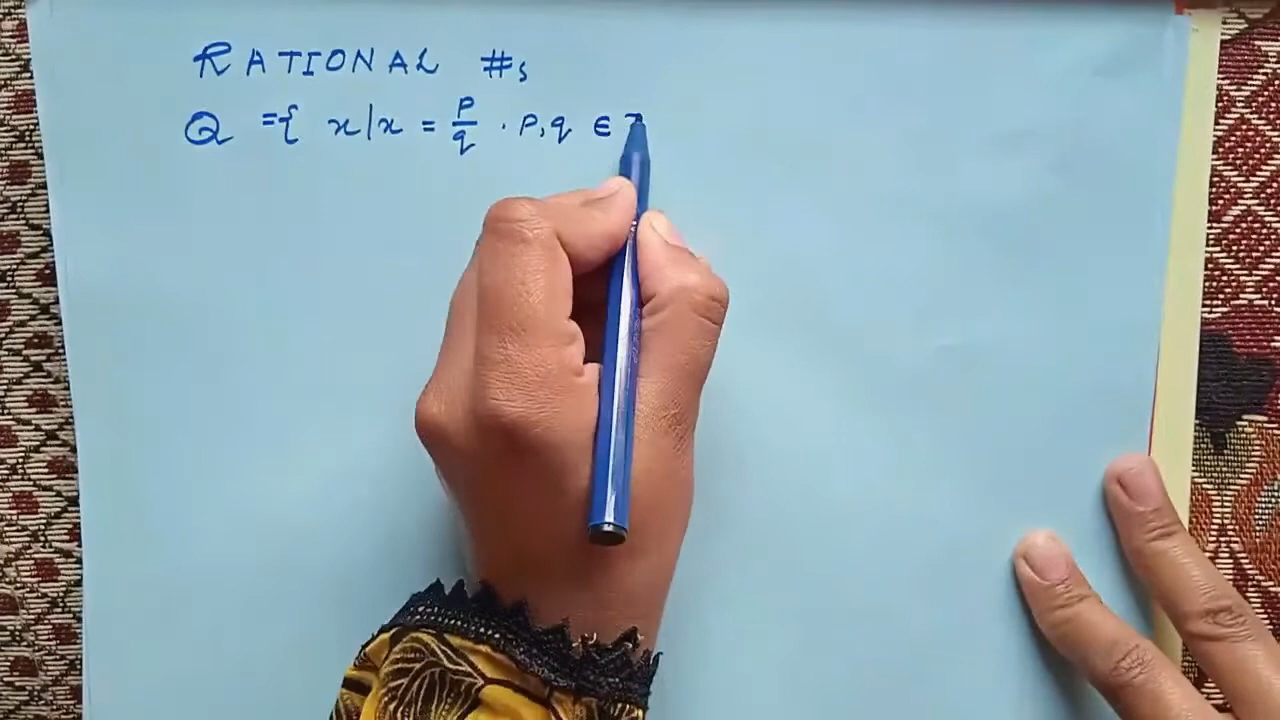 RATIONAL #s
Q = { x/x = p/q . P,q ∈